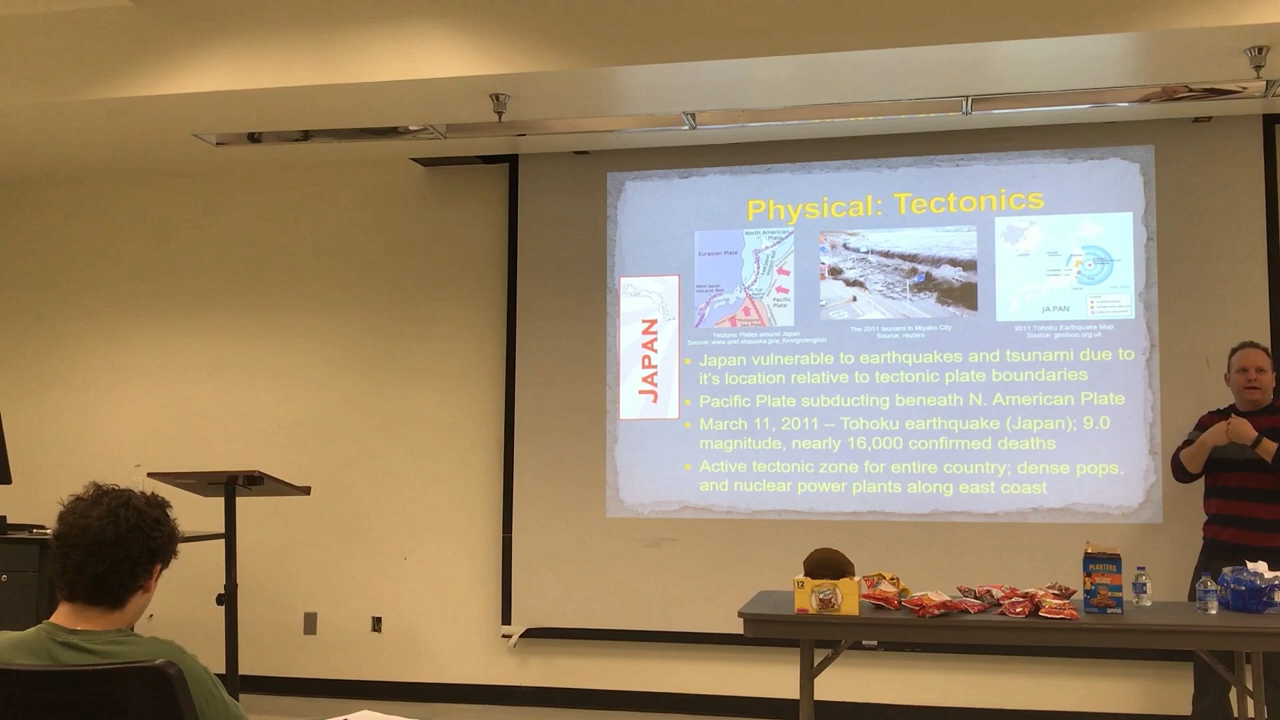 Physical: Tectonics
North American
Plate
Eurasian Plate
Pacific
Plate
JAPAN
Tectonic Plates around Japan
The 2011 tsunami in Miyako City
Source: reuters
2011 Tohoku Earthquake Map
Source: geolsoc.org.uk
JAPAN
Japan vulnerable to earthquakes and tsunami due to
it's location relative to tectonic plate boundaries
Pacific Plate subducting beneath N. American Plate
March 11, 2011 – Tohoku earthquake (Japan); 9.0
magnitude, nearly 16,000 confirmed deaths
Active tectonic zone for entire country; dense pops.
and nuclear power plants along east coast
12
PLANTERS